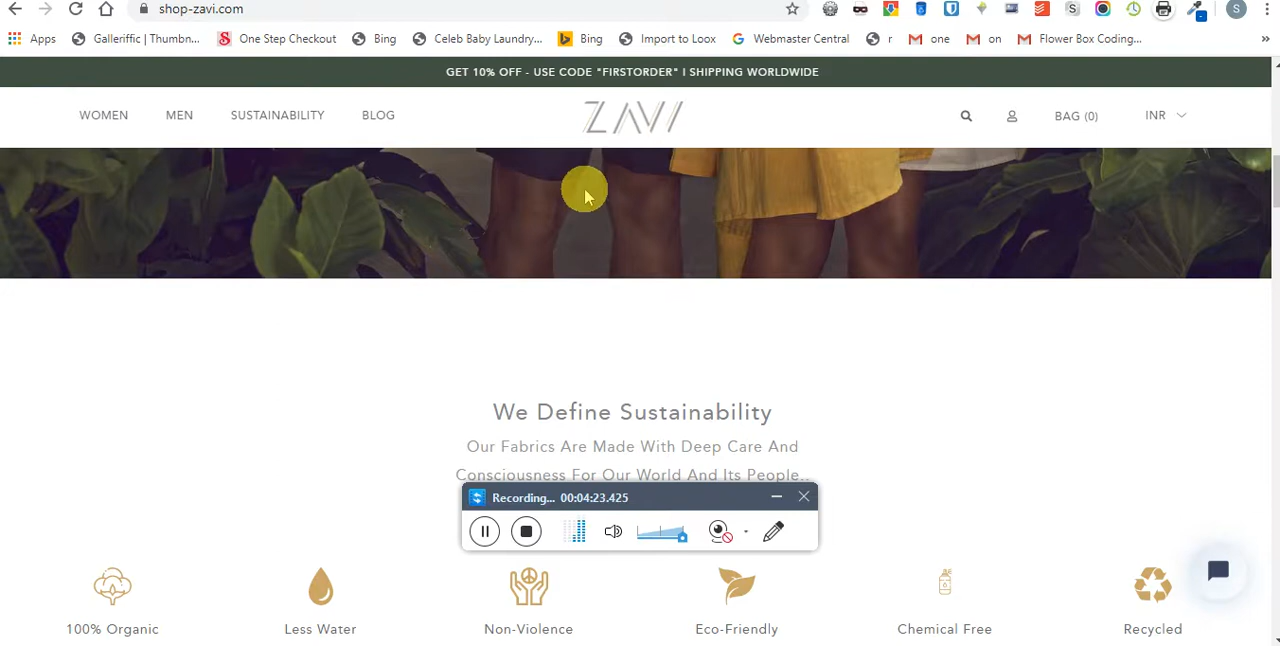 shop-zavi.com
S
Apps
Galleriffic | Thumbn...
One Step Checkout
Bing
Celeb Baby Laundry...
Bing
Import to Loox
Webmaster Central
r
one
on
Flower Box Coding...
»
GET 10% OFF - USE CODE "FIRSTORDER" I SHIPPING WORLDWIDE
WOMEN
MEN
SUSTAINABILITY
BLOG
ZAVI
BAG (0)
INR
We Define Sustainability
Our Fabrics Are Made With Deep Care And
Consciousness For Our World And Its People..
Recording... 00:04:23.425
100% Organic
Less Water
Non-Violence
Eco-Friendly
Chemical Free
Recycled